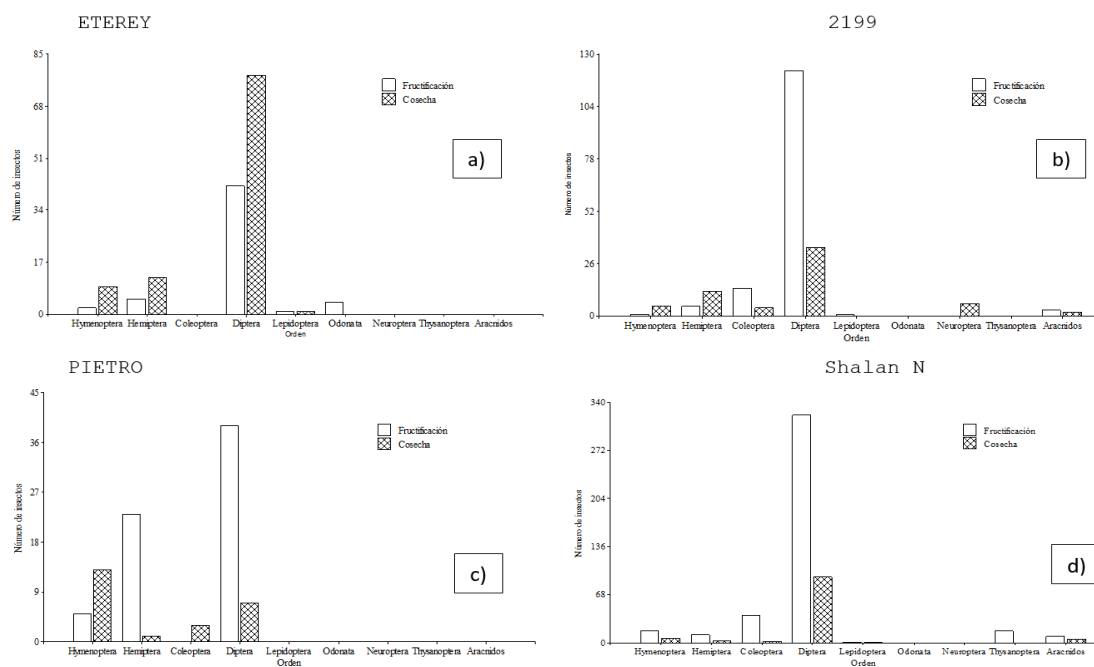 ETEREY
85
68
51
34
17
0
Número de insectos
Fructificación
Cosecha
a)
Hymenoptera Hemiptera Coleoptera Diptera Lepidoptera Odonata Neuroptera Thysanoptera Aracnidos
Orden
2199
130
104
78
52
26
0
Número de insectos
Fructificación
Cosecha
b)
Hymenoptera Hemiptera Coleoptera Diptera Lepidoptera Odonata Neuroptera Thysanoptera Aracnidos
Orden
PIETRO
45
36
27
18
9
0
Número de insectos
Fructificación
Cosecha
c)
Hymenoptera Hemiptera Coleoptera Diptera Lepidoptera Odonata Neuroptera Thysanoptera Aracnidos
Orden
Shalan N
340
272
204
136
68
0
Número de insectos
Fructificación
Cosecha
d)
Hymenoptera Hemiptera Coleoptera Diptera Lepidoptera Odonata Neuroptera Thysanoptera Aracnidos
Orden